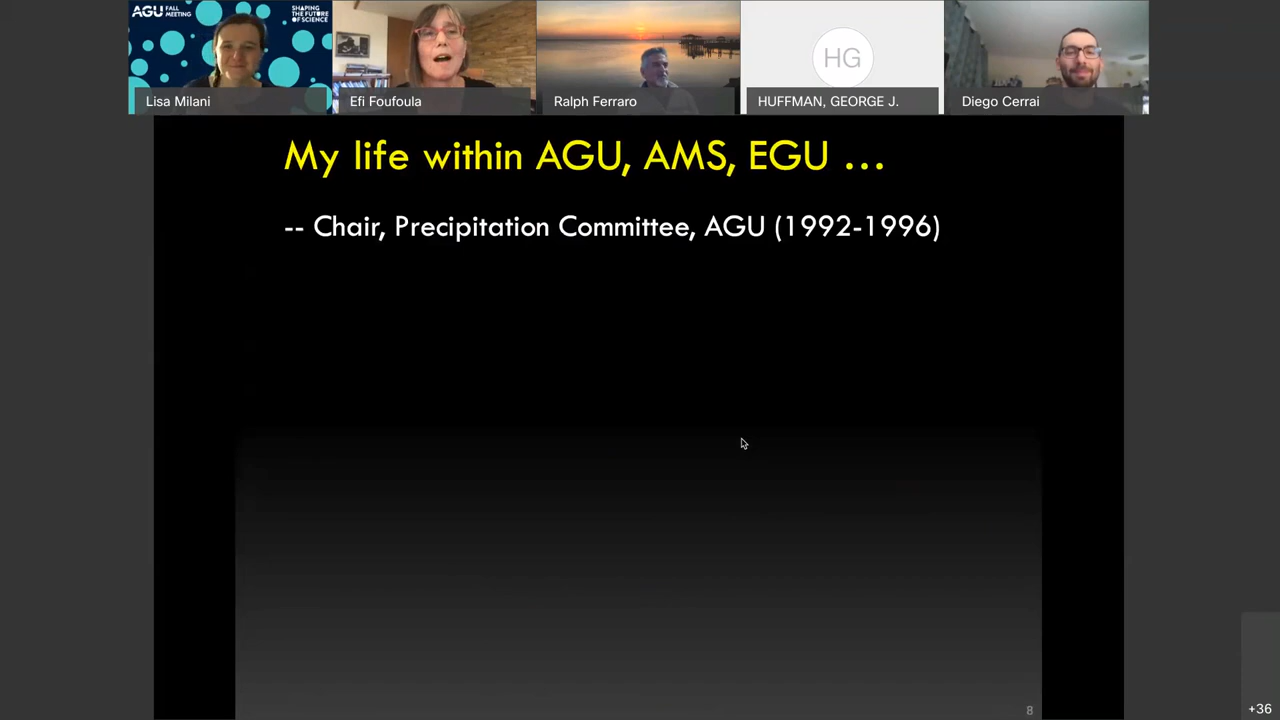 AGU FALL MEETING
SHAPING THE FUTURE OF SCIENCE
Lisa Milani
Efi Foufoula
Ralph Ferraro
HG
HUFFMAN, GEORGE J.
Diego Cerrai
My life within AGU, AMS, EGU ...
-- Chair, Precipitation Committee, AGU (1992-1996)
8
+36